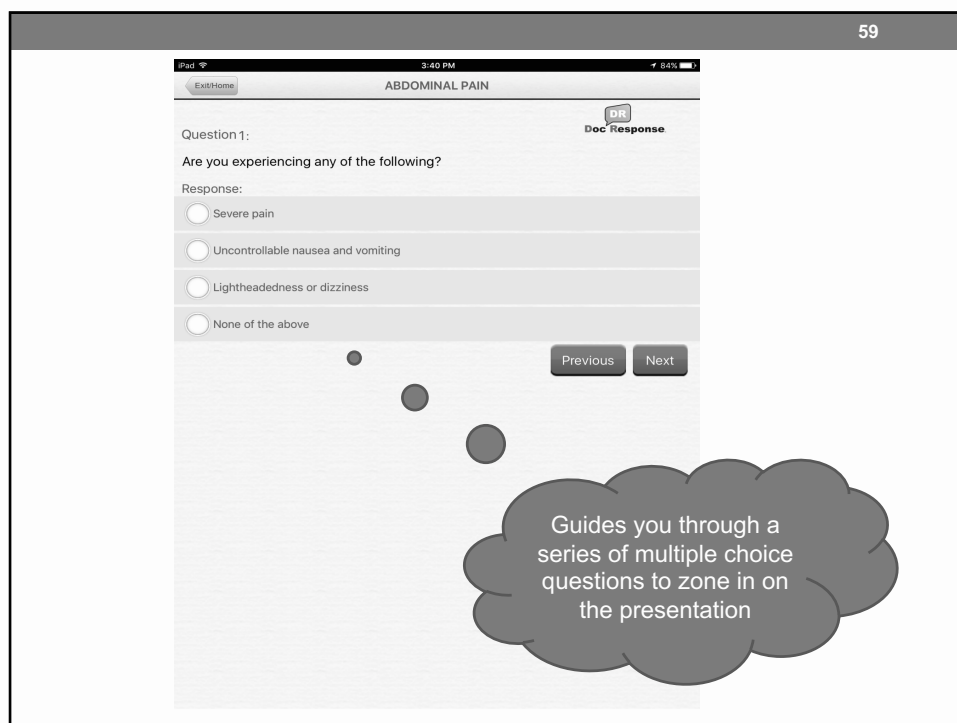 59
iPad 3:40 PM 84%
Exit/Home ABDOMINAL PAIN
DR
Doc Response
Question 1:
Are you experiencing any of the following?
Response:
Severe pain
Uncontrollable nausea and vomiting
Lightheadedness or dizziness
None of the above
Previous Next
Guides you through a
series of multiple choice
questions to zone in on
the presentation